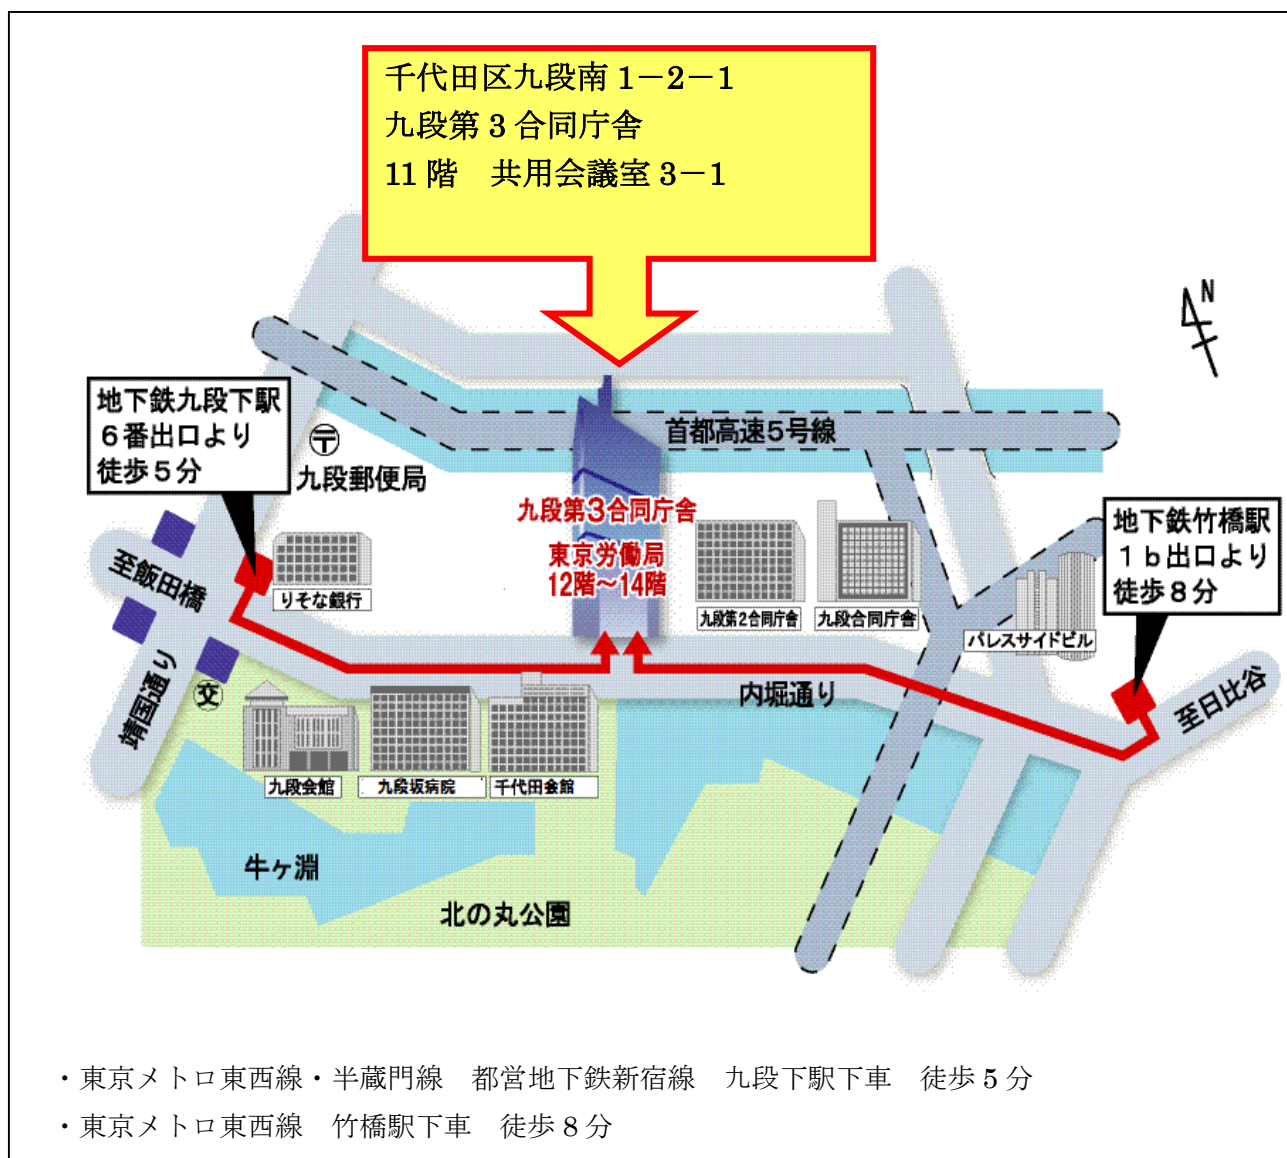 千代田区九段南 1－2－1
九段第 3 合同庁舎
11 階　共用会議室 3－1
N
地下鉄九段下駅
６番出口より
徒歩５分
〒
九段郵便局
首都高速５号線
九段第３合同庁舎
東京労働局
12階～14階
地下鉄竹橋駅
１ｂ出口より
徒歩８分
至飯田橋
りそな銀行
九段第２合同庁舎
九段合同庁舎
パレスサイドビル
靖国通り
交
内堀通り
至日比谷
九段会館
九段坂病院
千代田会館
牛ヶ淵
北の丸公園
・東京メトロ東西線・半蔵門線　都営地下鉄新宿線　九段下駅下車　徒歩 5 分
・東京メトロ東西線　竹橋駅下車　徒歩 8 分